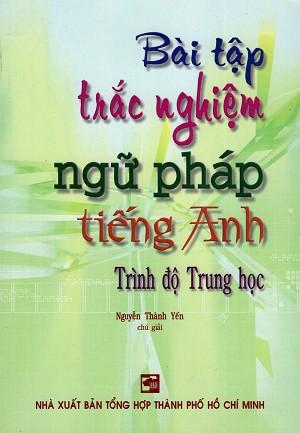 Bài tập
trắc nghiệm
ngữ pháp
tiếng Anh
Trình độ Trung học
Nguyễn Thành Yến
chú giải
NHÀ XUẤT BẢN TỔNG HỢP THÀNH PHỐ HỒ CHÍ MINH